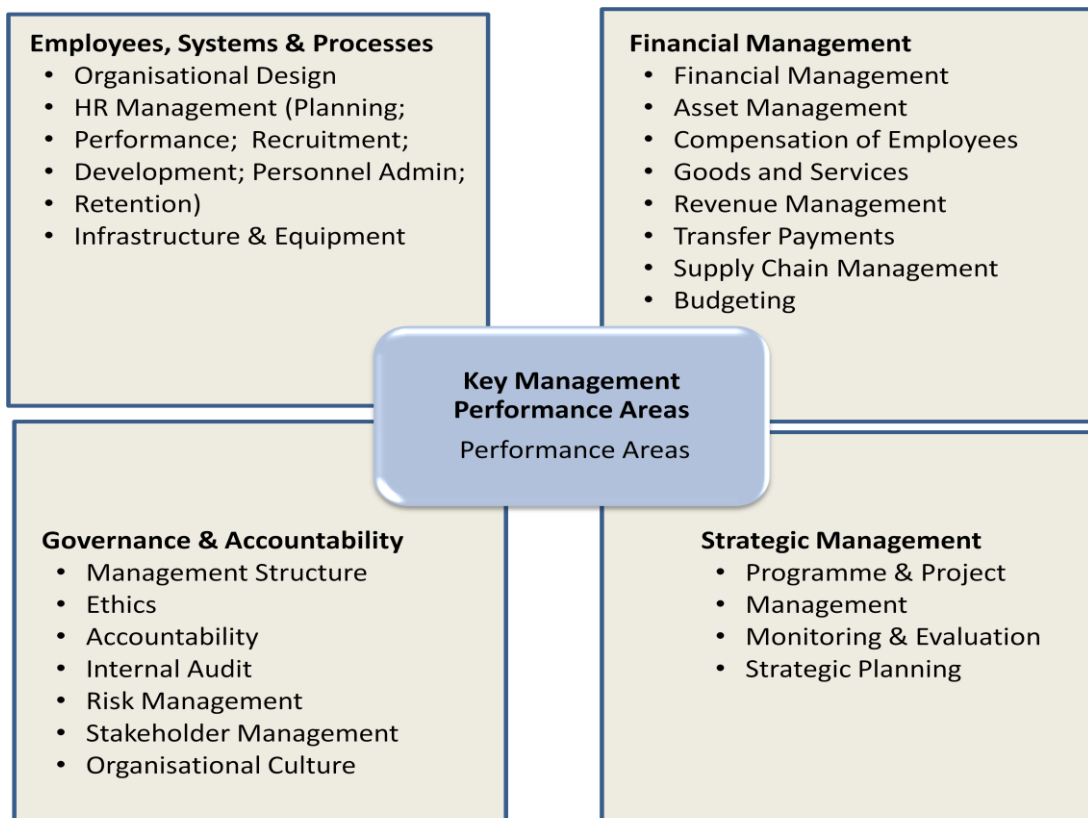 Employees, Systems & Processes
• Organisational Design
• HR Management (Planning;
• Performance;  Recruitment;
• Development; Personnel Admin;
• Retention)
• Infrastructure & Equipment
Financial Management
• Financial Management
• Asset Management
• Compensation of Employees
• Goods and Services
• Revenue Management
• Transfer Payments
• Supply Chain Management
• Budgeting
Key Management
Performance Areas
Performance Areas
Governance & Accountability
• Management Structure
• Ethics
• Accountability
• Internal Audit
• Risk Management
• Stakeholder Management
• Organisational Culture
Strategic Management
• Programme & Project
• Management
• Monitoring & Evaluation
• Strategic Planning